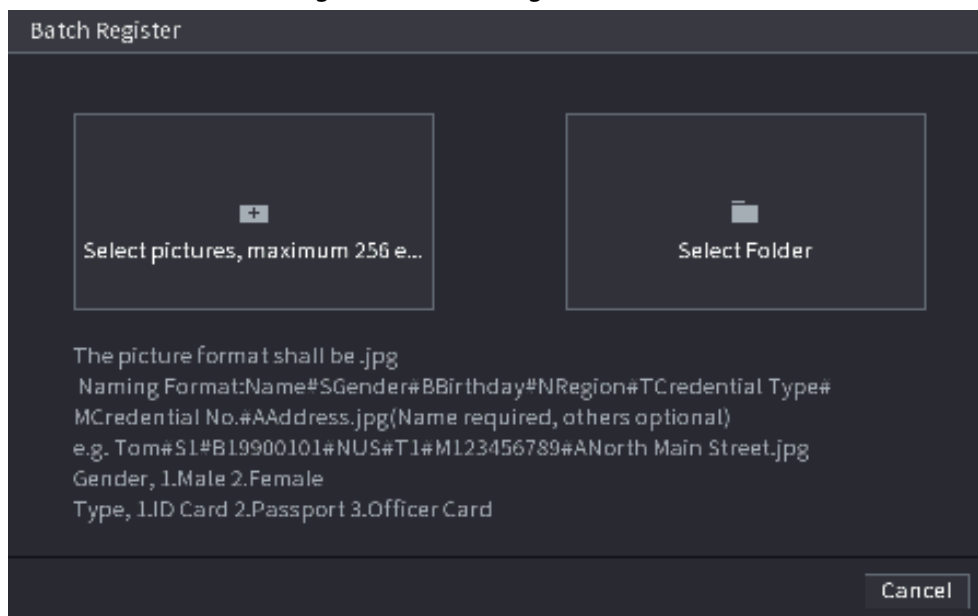 Batch Register
Select pictures, maximum 256 e...
Select Folder
The picture format shall be .jpg
Naming Format:Name#SGender#BBirthday#NRegion#TCredential Type#
MCredential No.#AAddress.jpg(Name required, others optional)
e.g. Tom#S1#B19900101#NUS#T1#M123456789#ANorth Main Street.jpg
Gender, 1.Male 2.Female
Type, 1.ID Card 2.Passport 3.Officer Card
Cancel